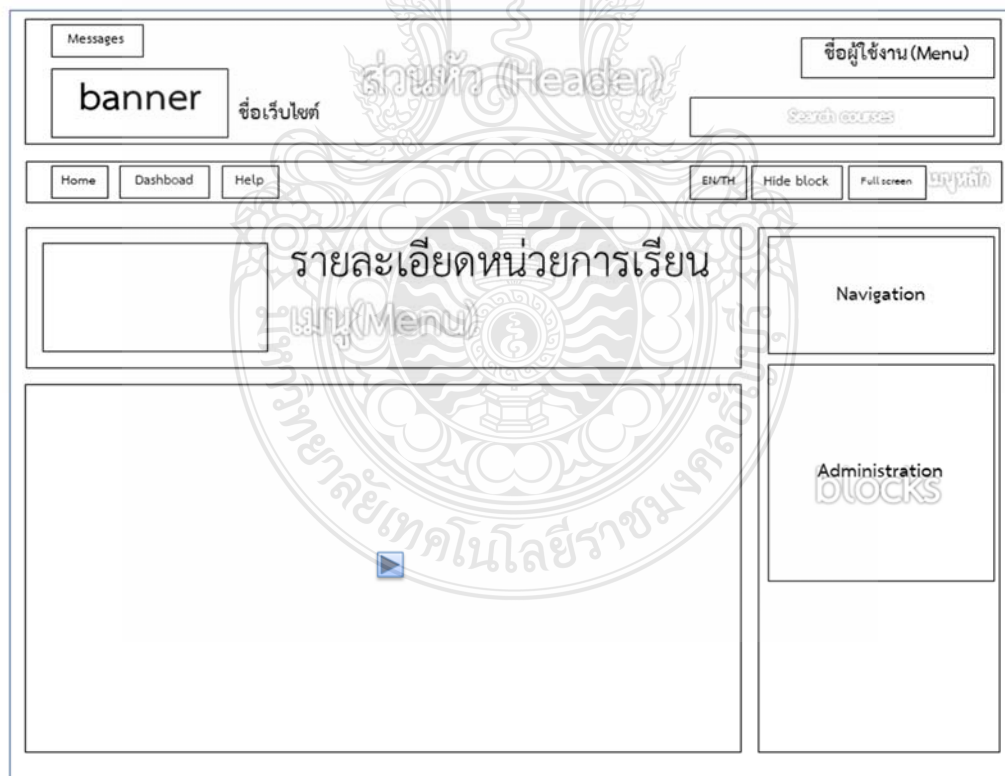 Messages
ชื่อผู้ใช้งาน (Menu)
ส่วนหัว (Header)
banner
ชื่อเว็บไซต์
Search courses
Home
Dashboad
Help
EN/TH
Hide block
Full screen
เมนูหลัก
รายละเอียดหน่วยการเรียน
เมนู(Menu)
Navigation
Administration
blocks
มหาวิทยาลัยเทคโนโลยีราชมงคลธัญบุรี